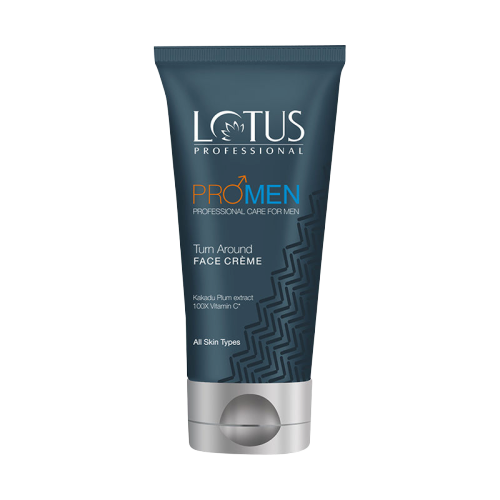 LOTUS
PROFESSIONAL
PROMEN
PROFESSIONAL CARE FOR MEN
Turn Around
FACE CRÈME
Kakadu Plum extract
100X Vitamin C*
All Skin Types